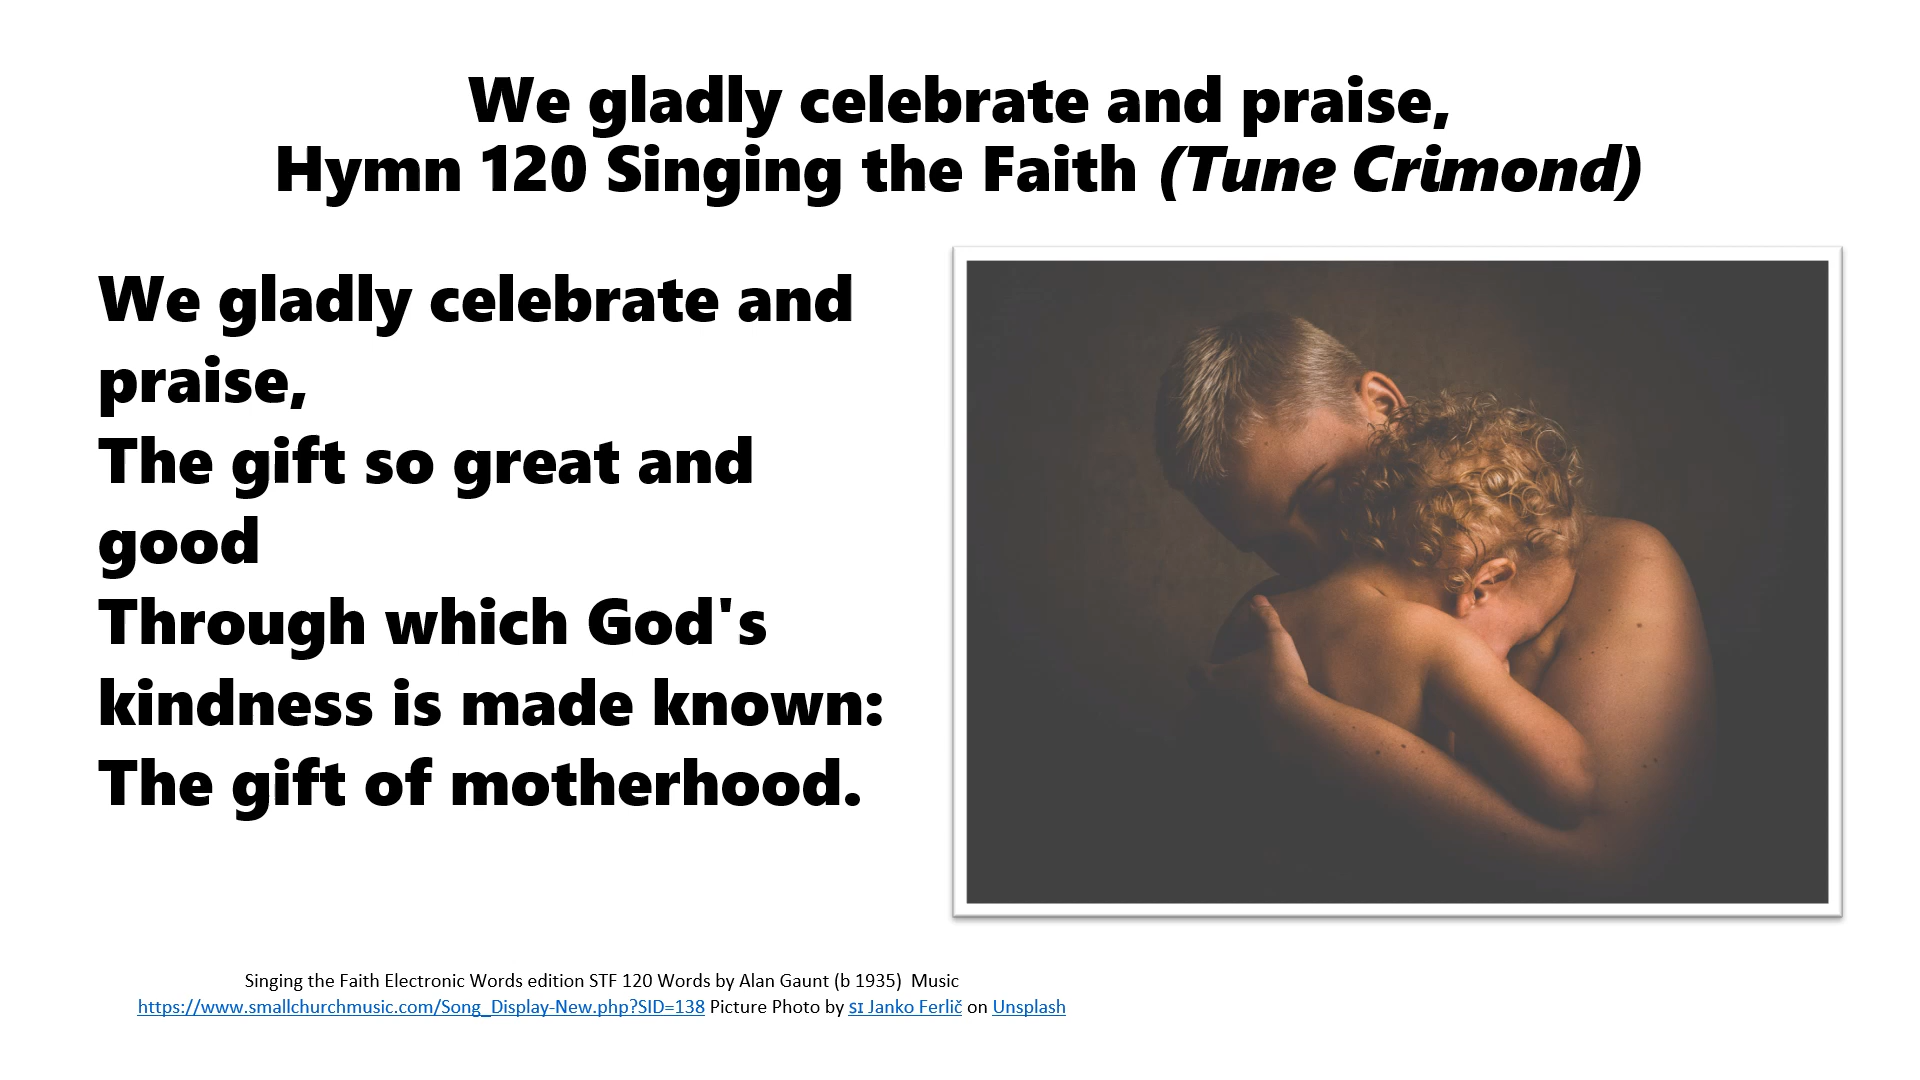 We gladly celebrate and praise,
Hymn 120 Singing the Faith (Tune Crimond)
We gladly celebrate and
praise,
The gift so great and
good
Through which God's
kindness is made known:
The gift of motherhood.
Singing the Faith Electronic Words edition STF 120 Words by Alan Gaunt (b 1935)  Music
https://www.smallchurchmusic.com/Song_Display-New.php?SID=138 Picture Photo by 🇸🇮 Janko Ferlič on Unsplash